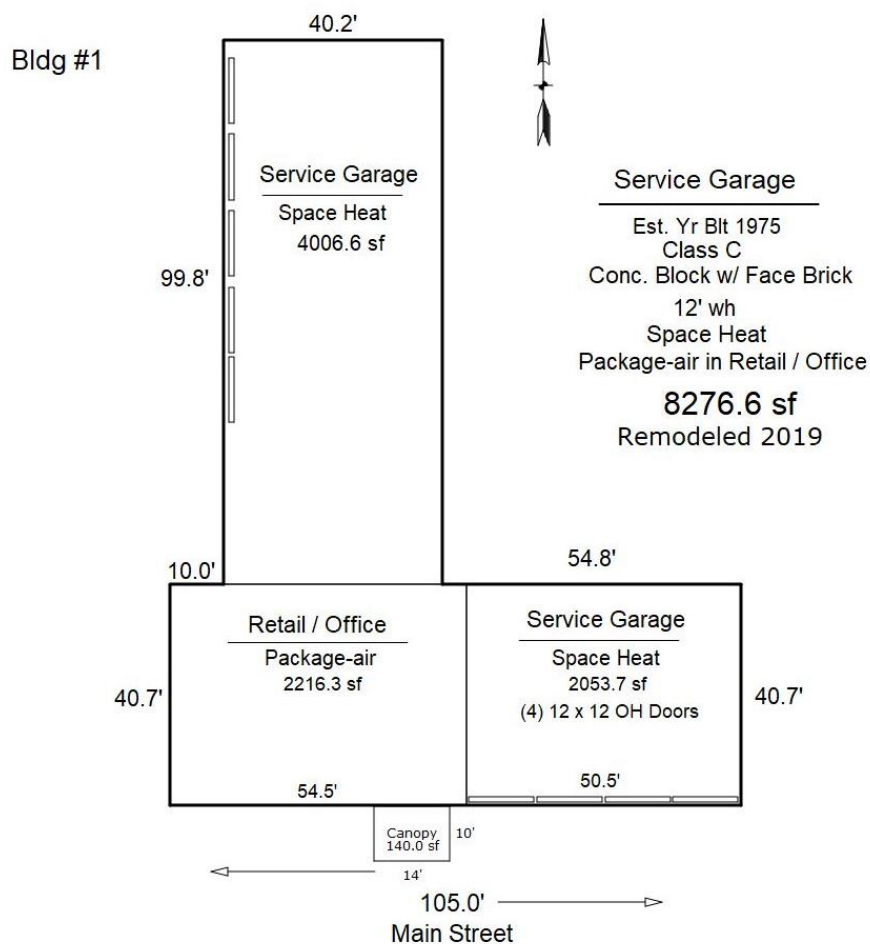 40.2'
Bldg #1
Service Garage
Space Heat
4006.6 sf
99.8'
Service Garage
Est. Yr Blt 1975
Class C
Conc. Block w/ Face Brick
12' wh
Space Heat
Package-air in Retail / Office
8276.6 sf
Remodeled 2019
10.0'
54.8'
Retail / Office
Package-air
2216.3 sf
40.7'
54.5'
Service Garage
Space Heat
2053.7 sf
(4) 12 x 12 OH Doors
40.7'
50.5'
Canopy
140.0 sf
10'
14'
105.0'
Main Street